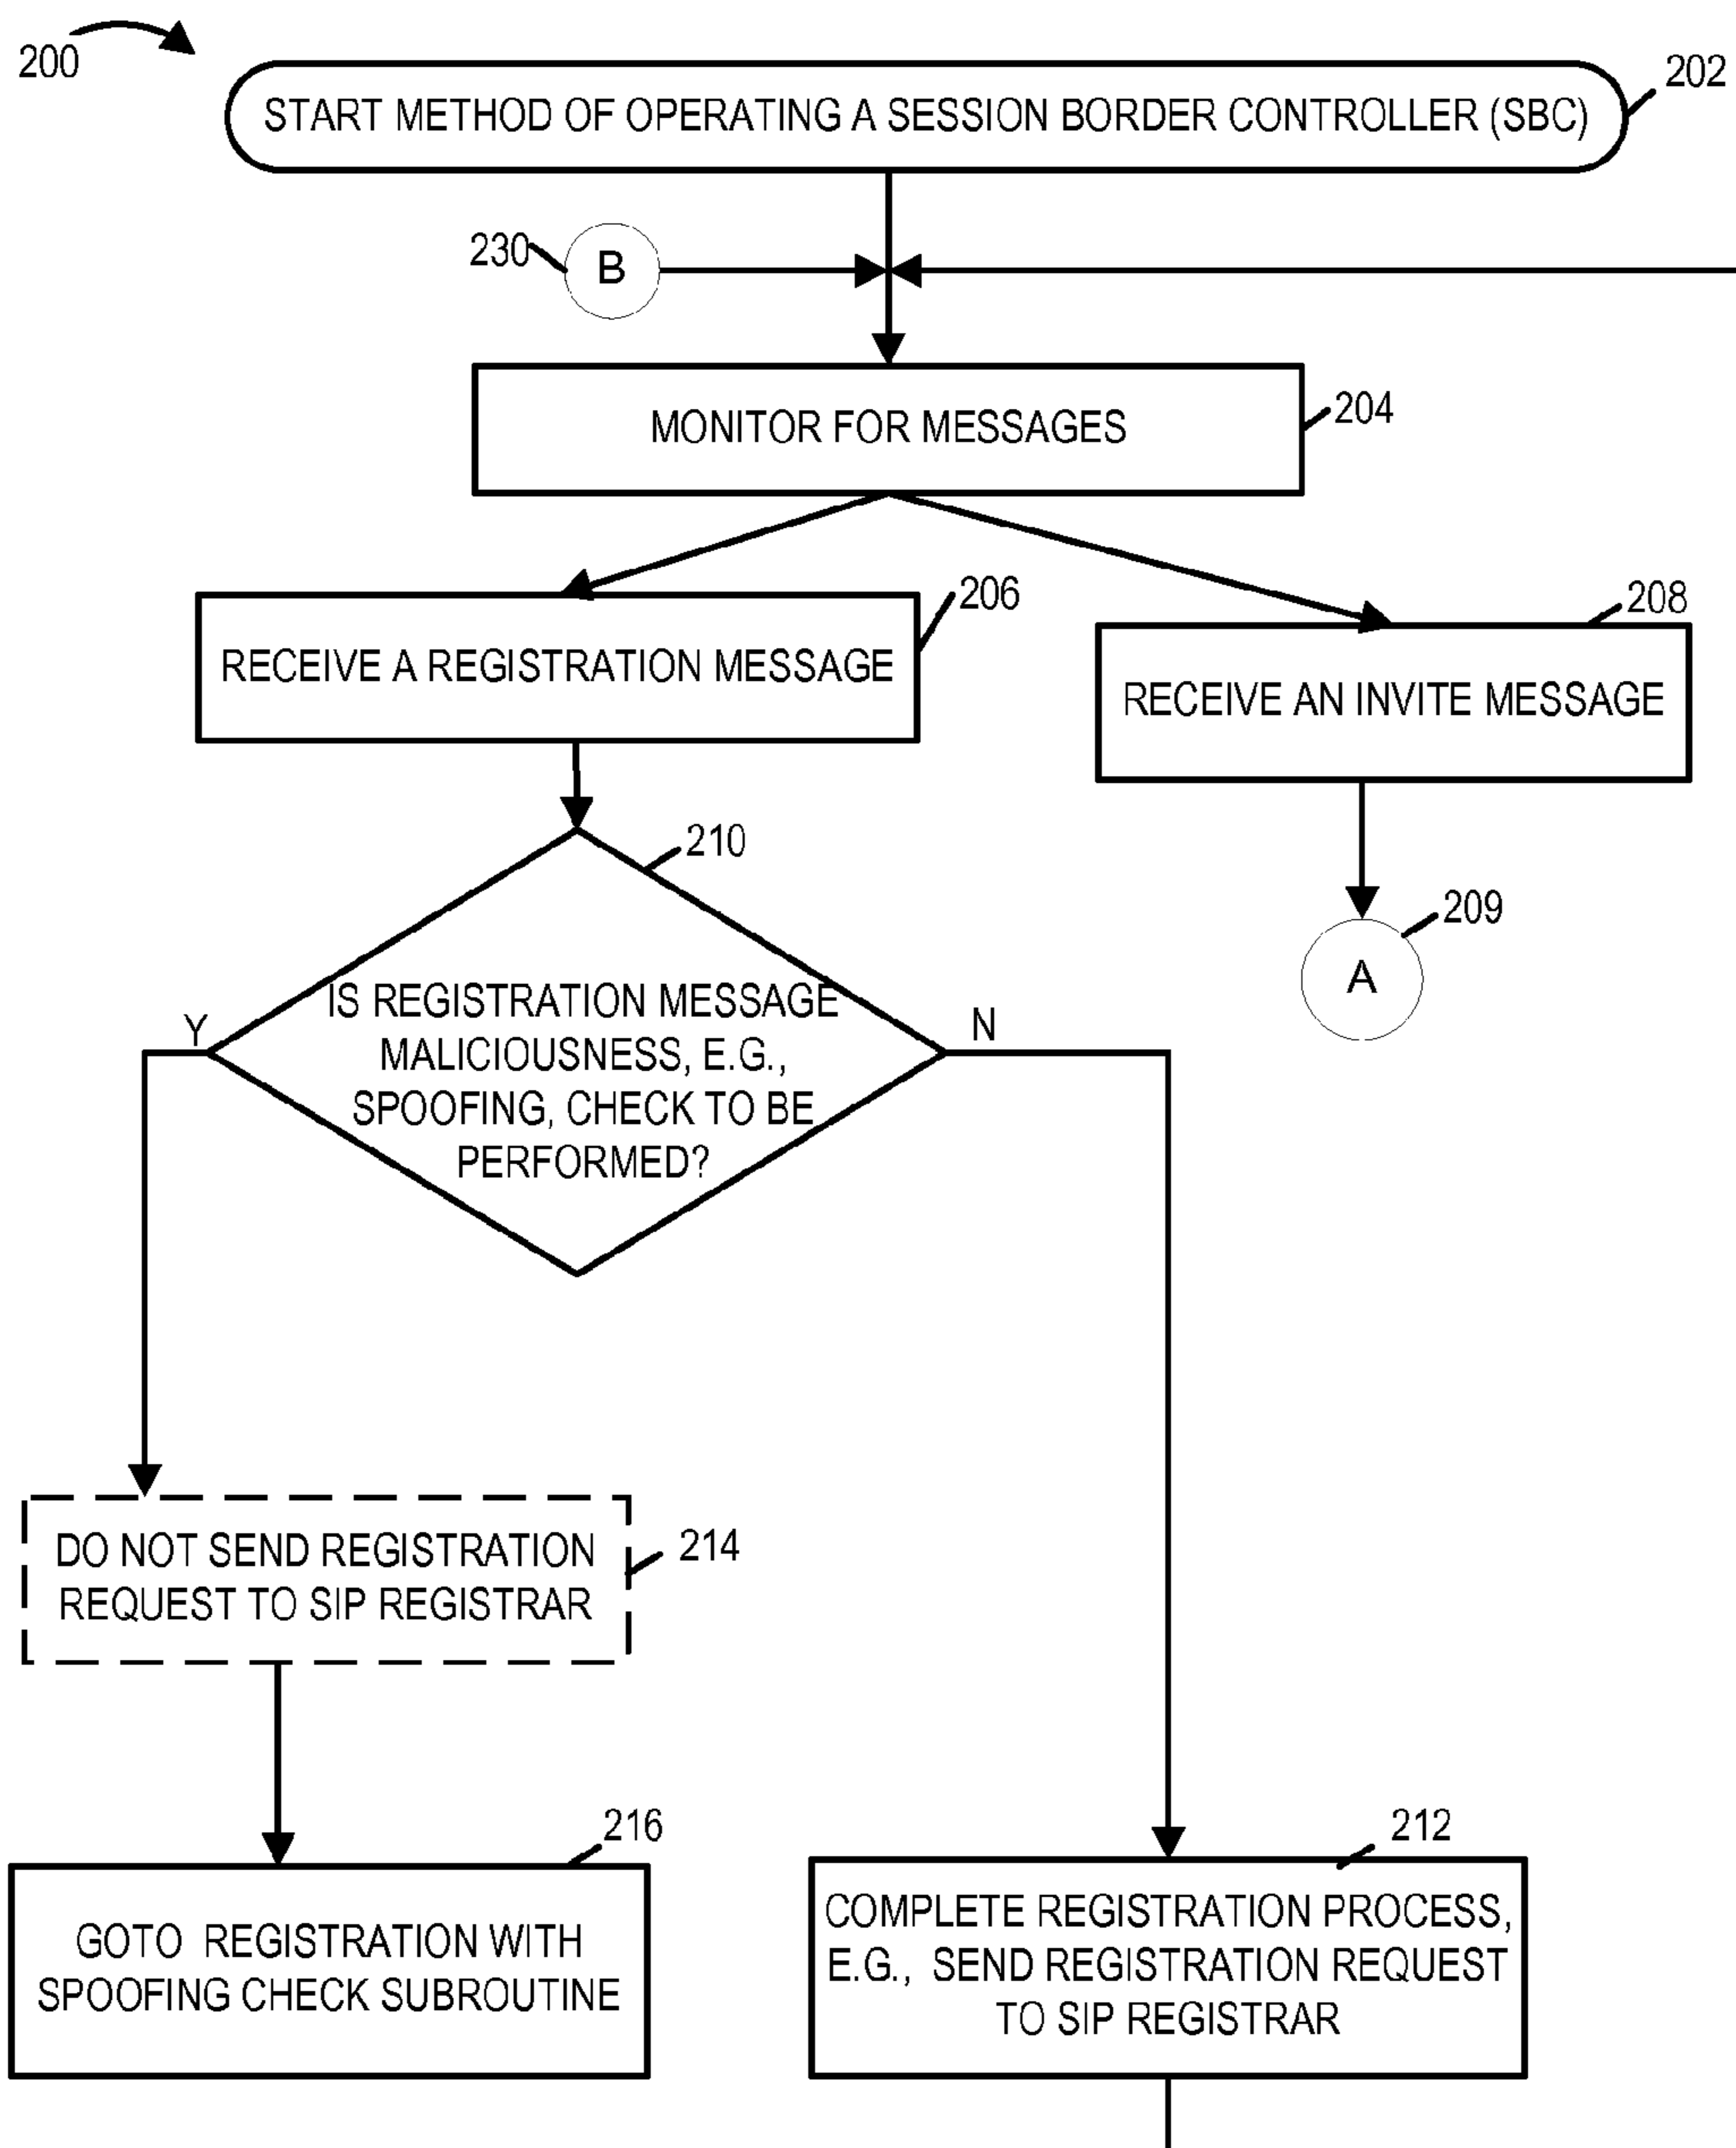 200
START METHOD OF OPERATING A SESSION BORDER CONTROLLER (SBC)
202
230
B
MONITOR FOR MESSAGES
204
RECEIVE A REGISTRATION MESSAGE
206
RECEIVE AN INVITE MESSAGE
208
210
209
A
IS REGISTRATION MESSAGE
MALICIOUSNESS, E.G.,
SPOOFING, CHECK TO BE
PERFORMED?
Y
N
DO NOT SEND REGISTRATION
REQUEST TO SIP REGISTRAR
214
216
GOTO REGISTRATION WITH
SPOOFING CHECK SUBROUTINE
212
COMPLETE REGISTRATION PROCESS,
E.G., SEND REGISTRATION REQUEST
TO SIP REGISTRAR